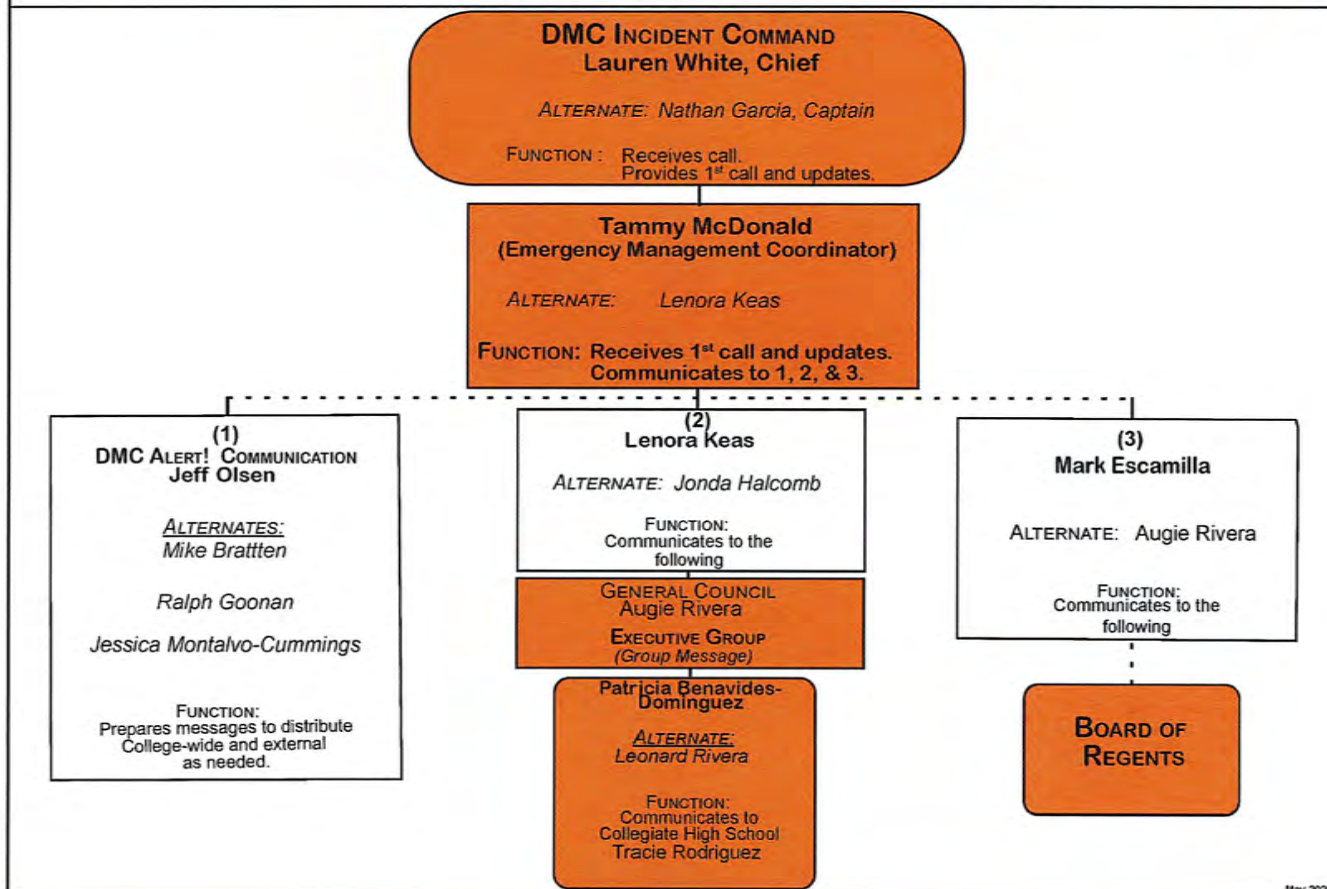 DMC INCIDENT COMMAND
Lauren White, Chief
ALTERNATE: Nathan Garcia, Captain
FUNCTION : Receives call.
Provides 1st call and updates.
Tammy McDonald
(Emergency Management Coordinator)
ALTERNATE: Lenora Keas
FUNCTION: Receives 1st call and updates.
Communicates to 1, 2, & 3.
(1)
DMC ALERT! COMMUNICATION
Jeff Olsen
ALTERNATES:
Mike Brattten
Ralph Goonan
Jessica Montalvo-Cummings
FUNCTION:
Prepares messages to distribute
College-wide and external
as needed.
(2)
Lenora Keas
ALTERNATE: Jonda Halcomb
FUNCTION:
Communicates to the
following
GENERAL COUNCIL
Augie Rivera
EXECUTIVE GROUP
(Group Message)
Patricia Benavides-
Dominguez
ALTERNATE:
Leonard Rivera
FUNCTION:
Communicates to
Collegiate High School
Tracie Rodriguez
(3)
Mark Escamilla
ALTERNATE: Augie Rivera
FUNCTION:
Communicates to the
following
BOARD OF
REGENTS
May